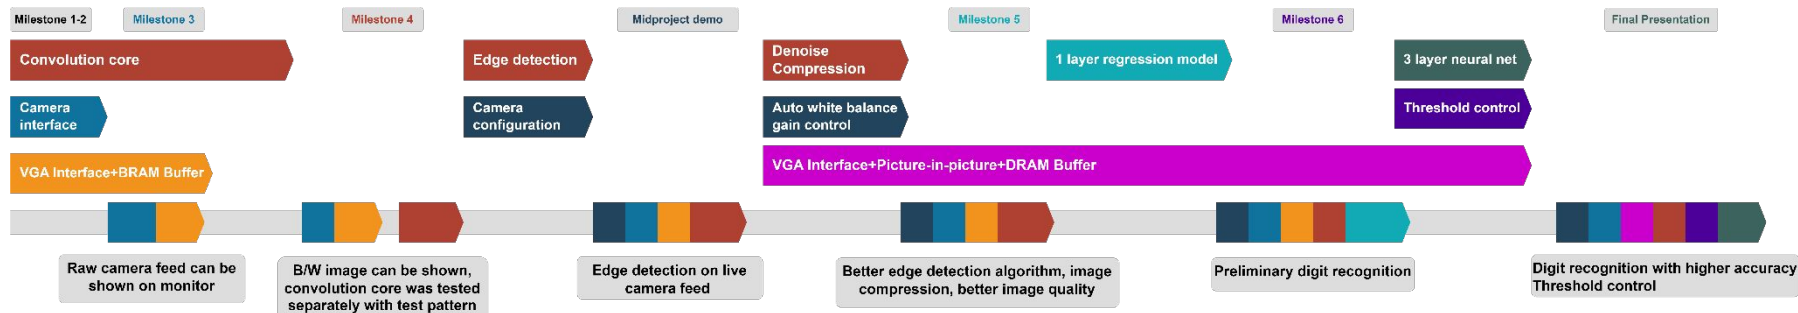 Milestone 1-2
Milestone 3
Milestone 4
Midproject demo
Milestone 5
Milestone 6
Final Presentation
Convolution core
Edge detection
Denoise
Compression
1 layer regression model
3 layer neural net
Camera
interface
Camera
configuration
Auto white balance
gain control
Threshold control
VGA Interface+BRAM Buffer
VGA Interface+Picture-in-picture+DRAM Buffer
Raw camera feed can be
shown on monitor
B/W image can be shown,
convolution core was tested
separately with test pattern
Edge detection on live
camera feed
Better edge detection algorithm, image
compression, better image quality
Preliminary digit recognition
Digit recognition with higher accuracy
Threshold control